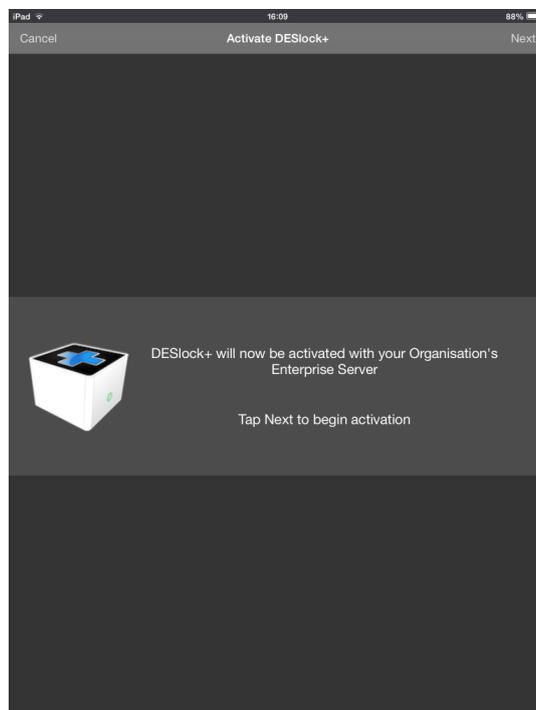 iPad 16:09 88%
Cancel Activate DESlock+ Next
DESlock+ will now be activated with your Organisation's
Enterprise Server
Tap Next to begin activation